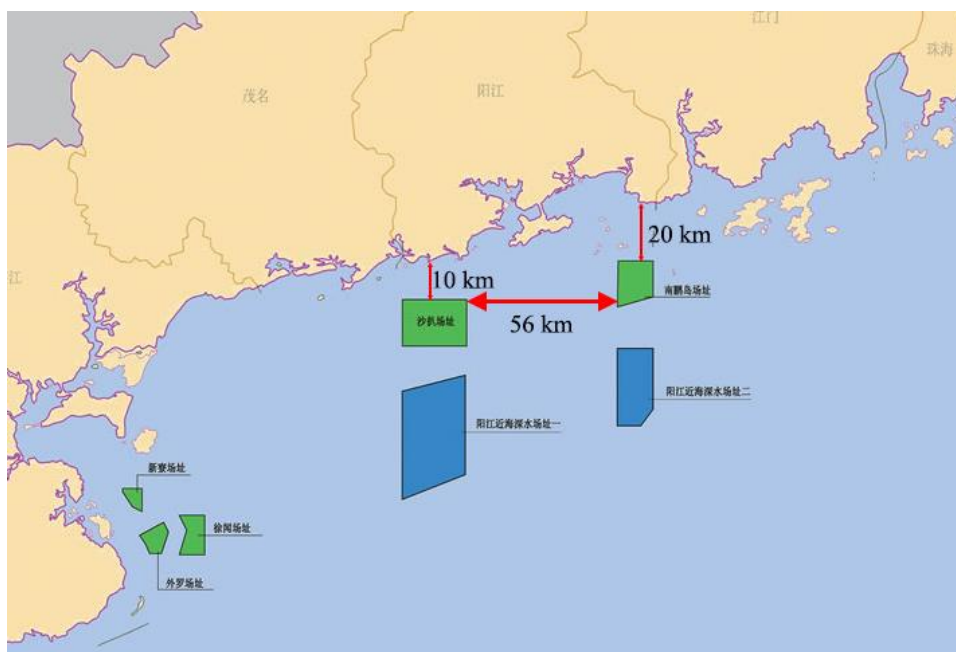 江门
珠海
茂名
阳江
20 km
10 km
南鹏岛场址
沙扒场址
56 km
江
阳江近海深水场址二
阳江近海深水场址一
新寮场址
徐闻场址
外罗场址